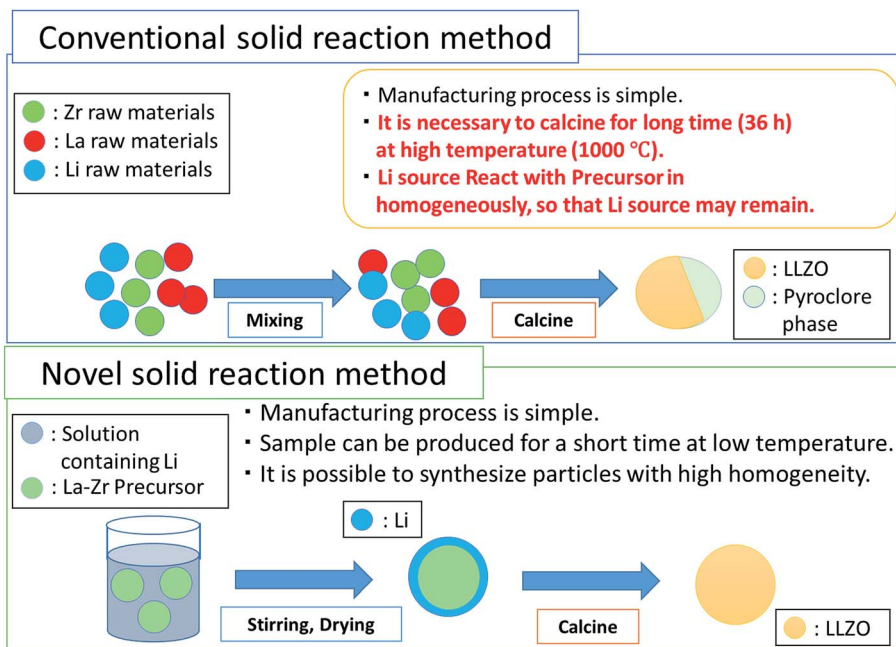 Conventional solid reaction method
: Zr raw materials
: La raw materials
: Li raw materials
・Manufacturing process is simple.
・It is necessary to calcine for long time (36 h)
at high temperature (1000 ℃).
・Li source React with Precursor in
homogeneously, so that Li source may remain.
Mixing
Calcine
: LLZO
: Pyroclore
phase
Novel solid reaction method
: Solution
containing Li
: La-Zr Precursor
・Manufacturing process is simple.
・Sample can be produced for a short time at low temperature.
・It is possible to synthesize particles with high homogeneity.
: Li
Stirring, Drying
Calcine
: LLZO